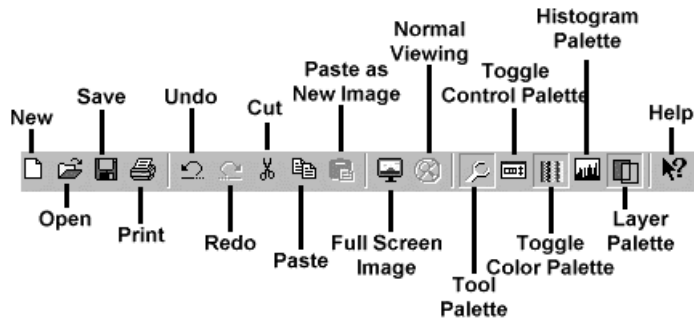 Histogram
Palette
Normal
Viewing
Toggle
Control Palette
Paste as
New Image
Save
Undo
Cut
Help
New
Open
Print
Redo
Paste
Full Screen
Image
Tool
Palette
Toggle
Color Palette
Layer
Palette